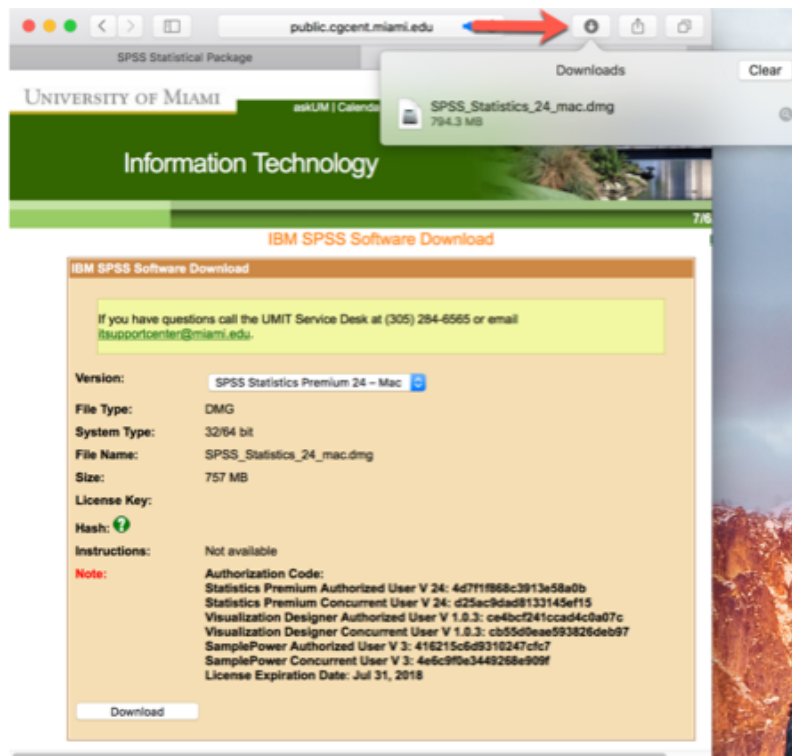 public.cgcent.miami.edu
SPSS Statistical Package
Downloads
Clear
SPSS_Statistics_24_mac.dmg
794.3 MB
UNIVERSITY OF MIAMI
askUM | Calenda
Information Technology
7/6
IBM SPSS Software Download
IBM SPSS Software Download
If you have questions call the UMIT Service Desk at (305) 284-6565 or email
itsupportcenter@miami.edu.
Version: SPSS Statistics Premium 24 – Mac
File Type: DMG
System Type: 32/64 bit
File Name: SPSS_Statistics_24_mac.dmg
Size: 757 MB
License Key:
Hash: ?
Instructions: Not available
Note: Authorization Code:
Statistics Premium Authorized User V 24: 4d7f1f868c3913e58a0b
Statistics Premium Concurrent User V 24: d25ac9dad8133145ef15
Visualization Designer Authorized User V 1.0.3: ce4bcf241ccad4c0a07c
Visualization Designer Concurrent User V 1.0.3: cb55d0eae593826deb97
SamplePower Authorized User V 3: 416215c6d9310247cfc7
SamplePower Concurrent User V 3: 4e6c9f0e3449268e909f
License Expiration Date: Jul 31, 2018
Download